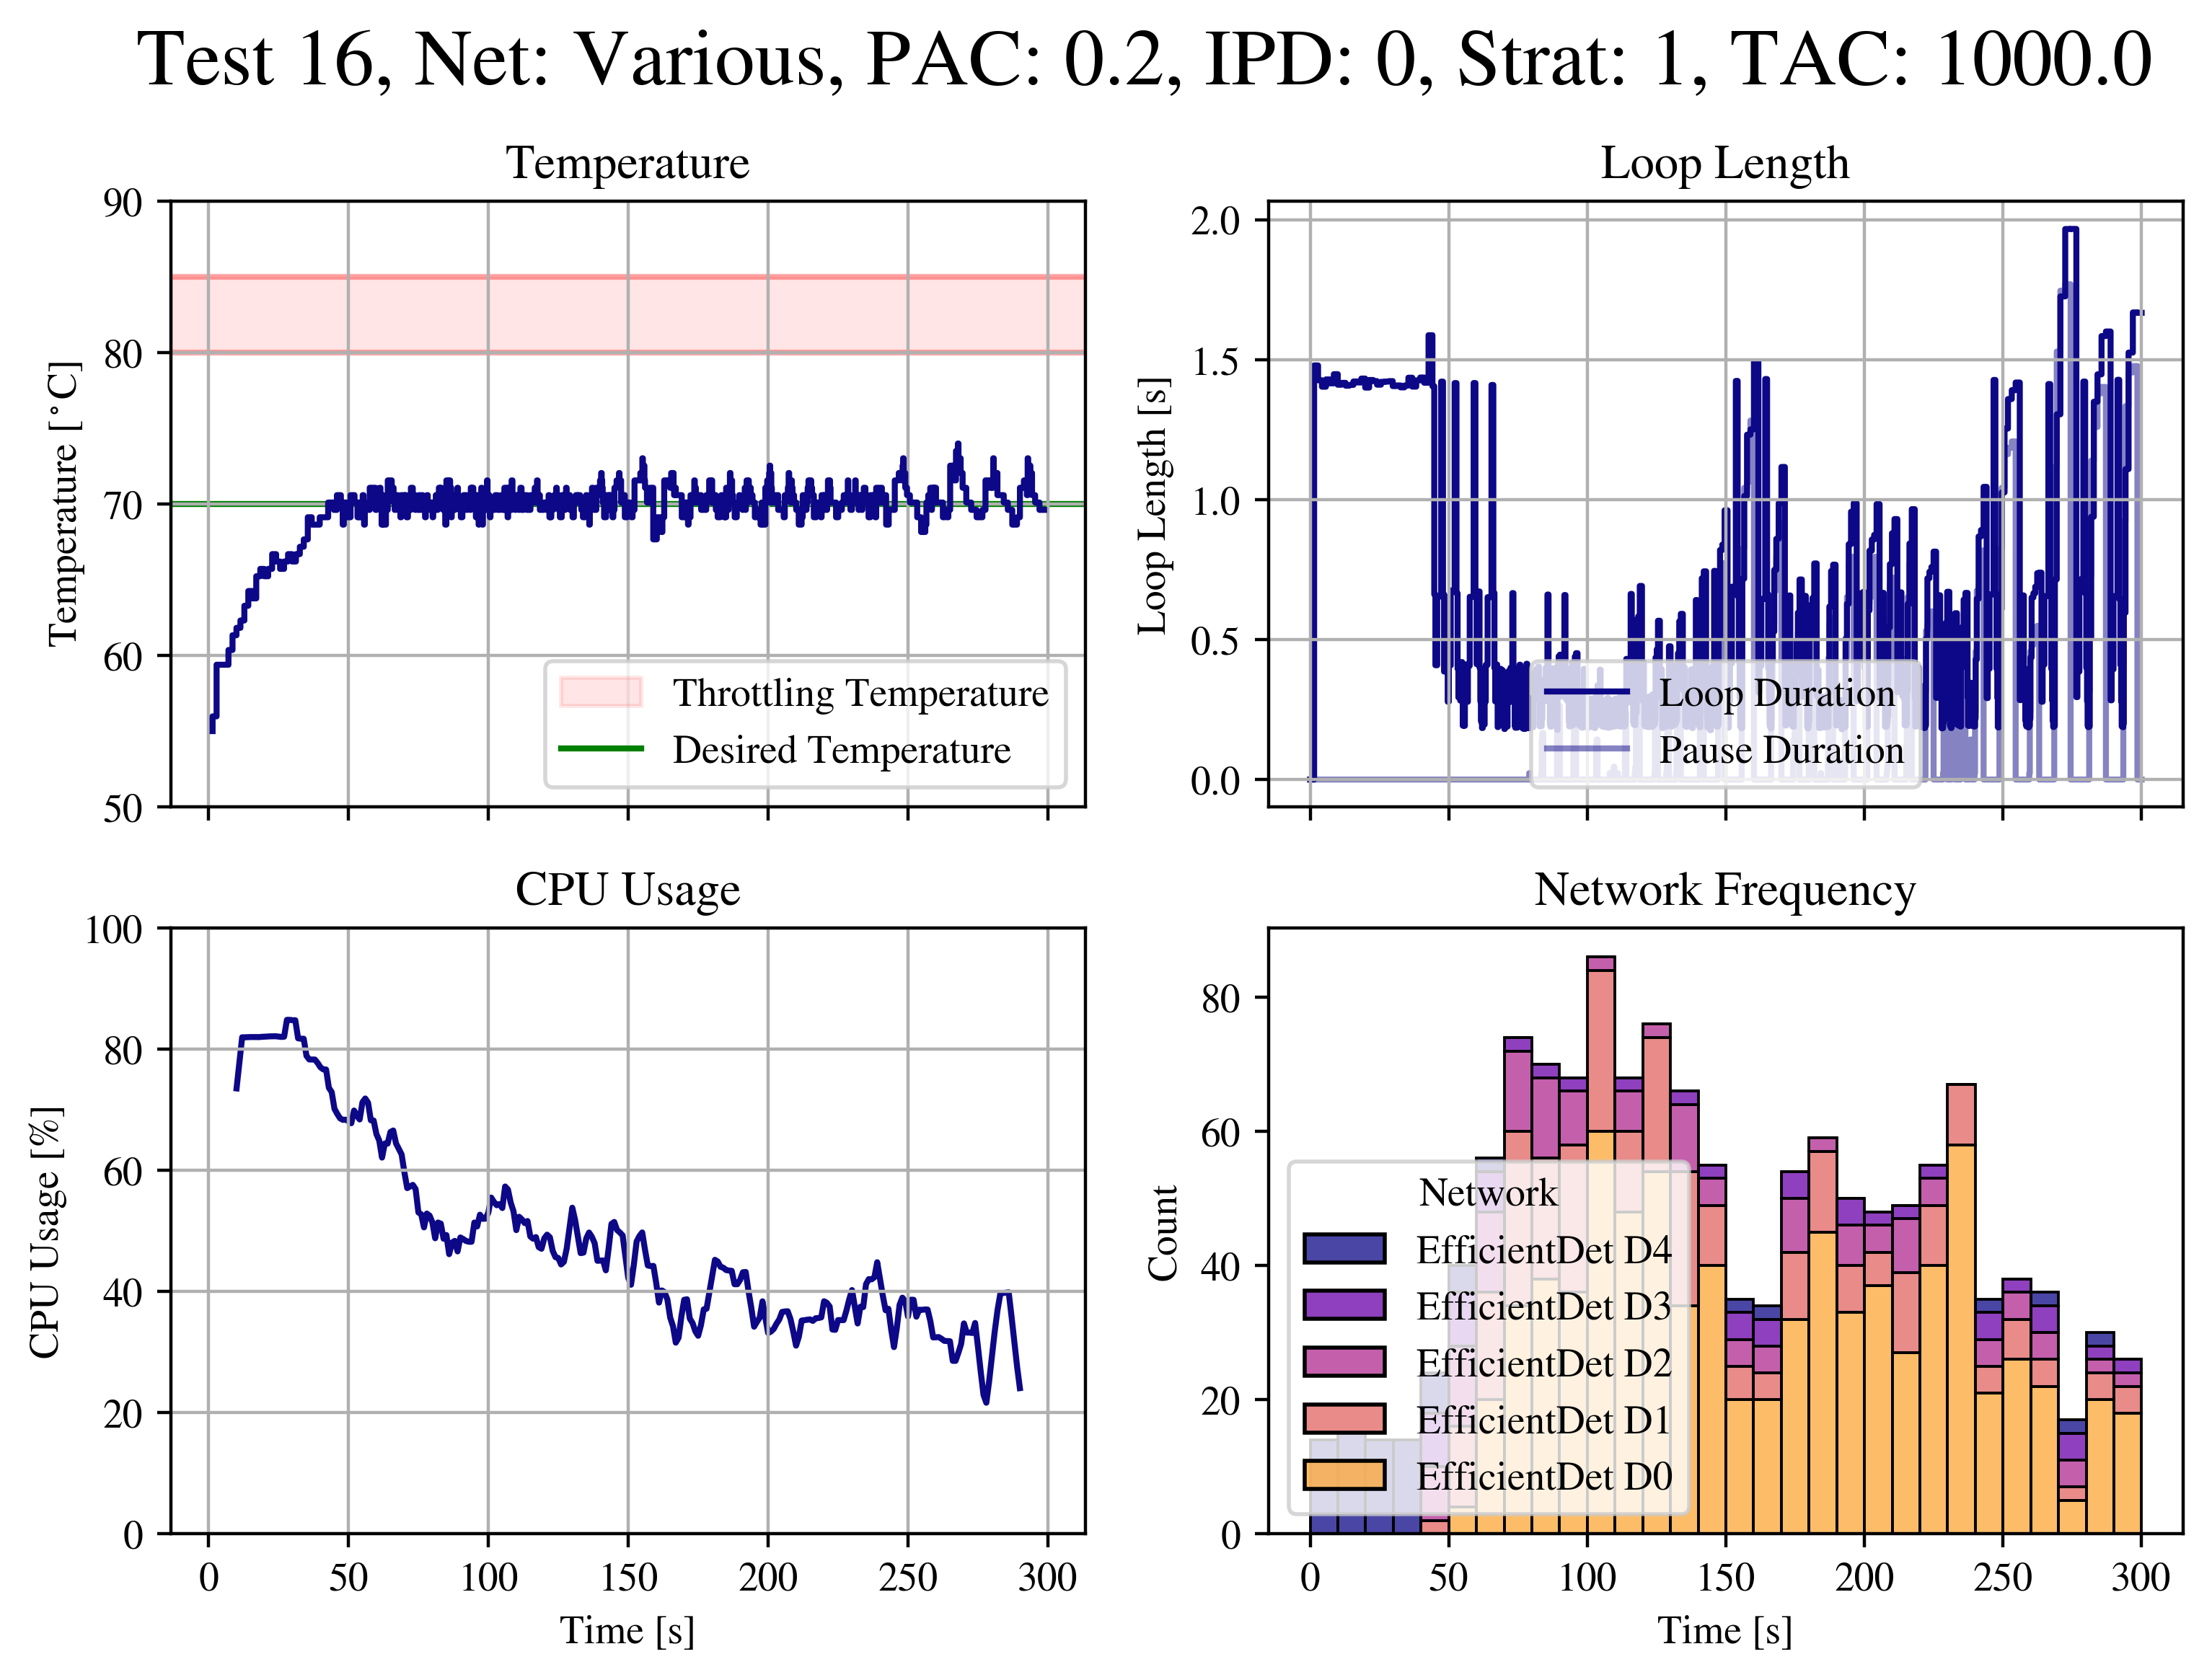 Test 16, Net: Various, PAC: 0.2, IPD: 0, Strat: 1, TAC: 1000.0
Temperature
90
80
70
60
50
Temperature [°C]
Throttling Temperature
Desired Temperature
Loop Length
2.0
1.5
1.0
0.5
0.0
Loop Length [s]
Loop Duration
Pause Duration
CPU Usage
100
80
60
40
20
0
CPU Usage [%]
0 50 100 150 200 250 300
Time [s]
Network Frequency
80
60
40
20
0
Count
Network
EfficientDet D4
EfficientDet D3
EfficientDet D2
EfficientDet D1
EfficientDet D0
0 50 100 150 200 250 300
Time [s]